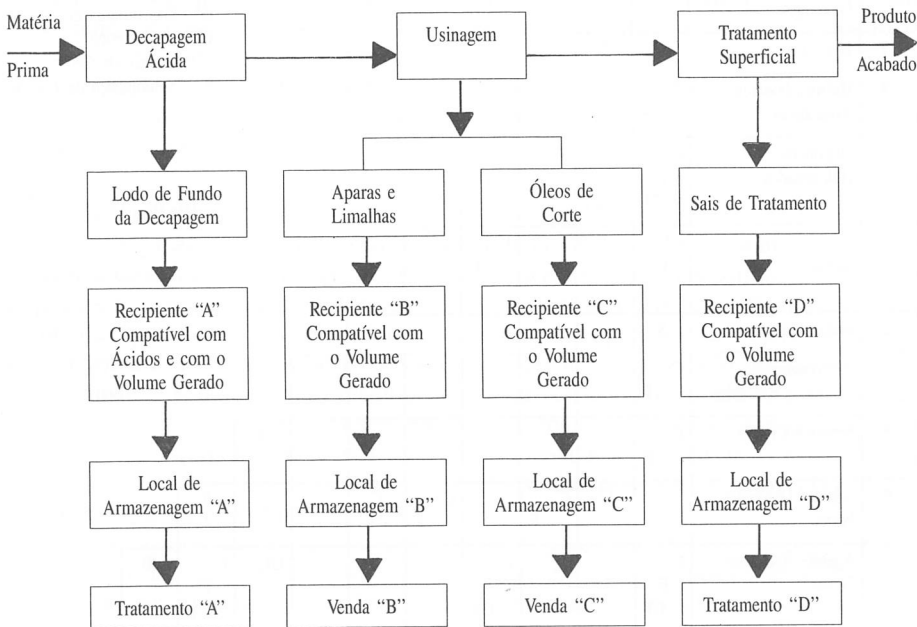 Matéria
Prima
Decapagem
Ácida
Usinagem
Tratamento
Superficial
Produto
Acabado
Lodo de Fundo
da Decapagem
Aparas e
Limalhas
Óleos de
Corte
Sais de Tratamento
Recipiente “A”
Compatível com
Ácidos e com o
Volume Gerado
Recipiente “B”
Compatível com
o Volume
Gerado
Recipiente “C”
Compatível com
o Volume
Gerado
Recipiente “D”
Compatível com
o Volume
Gerado
Local de
Armazenagem “A”
Local de
Armazenagem “B”
Local de
Armazenagem “C”
Local de
Armazenagem “D”
Tratamento “A”
Venda “B”
Venda “C”
Tratamento “D”